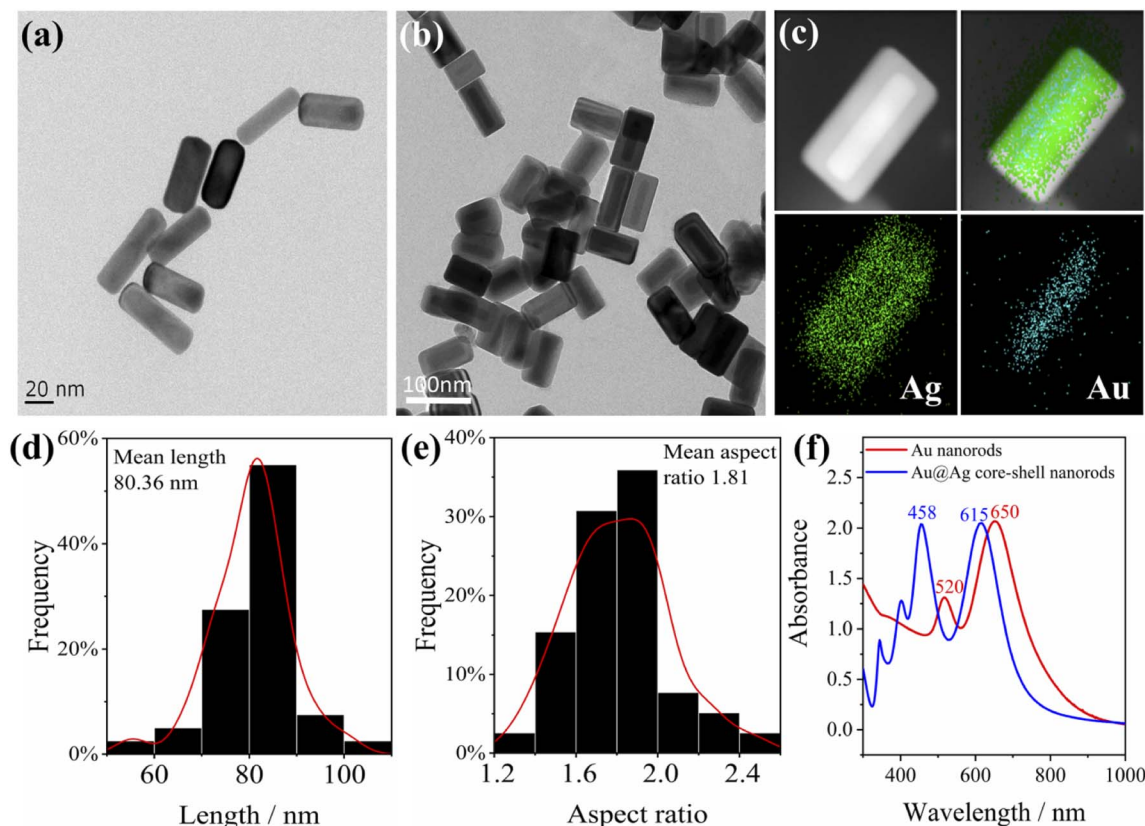 (a)
20 nm
(b)
100nm
(c)
Ag
Au
(d)
60%
40%
20%
0%
Mean length
80.36 nm
Frequency
60
80
100
Length / nm
(e)
40%
30%
20%
10%
0%
Mean aspect
ratio 1.81
Frequency
1.2
1.6
2.0
2.4
Aspect ratio
(f)
Au nanorods
Au@Ag core-shell nanorods
2.5
2.0
1.5
1.0
0.5
0.0
458
615
650
520
Absorbance
400
600
800
1000
Wavelength / nm